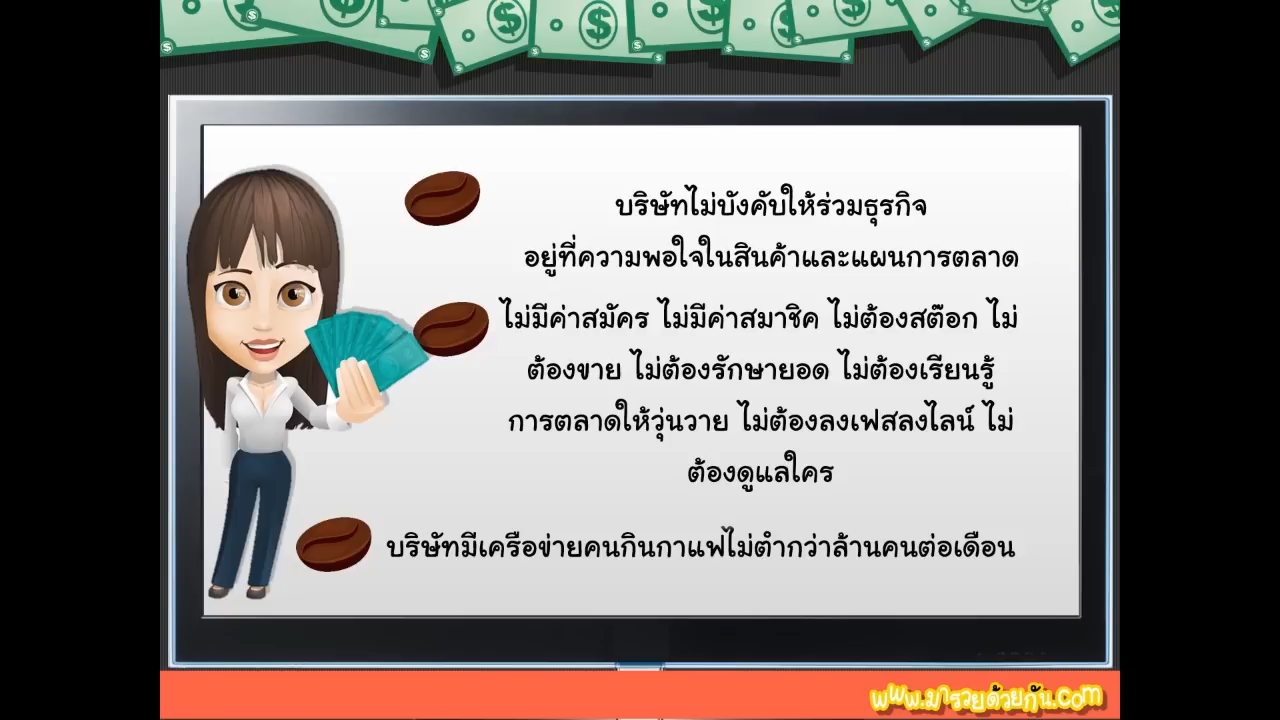 บริษัทไม่บังคับให้ร่วมธุรกิจ
อยู่ที่ความพอใจในสินค้าและแผนการตลาด
ไม่มีค่าสมัคร ไม่มีค่าสมาชิค ไม่ต้องสต๊อก ไม่
ต้องขาย ไม่ต้องรักษายอด ไม่ต้องเรียนรู้
การตลาดให้วุ่นวาย ไม่ต้องลงเฟสลงไลน์ ไม่
ต้องดูแลใคร
บริษัทมีเครือข่ายคนกินกาแฟไม่ต่ำกว่าล้านคนต่อเดือน
www.มารวยด้วยกัน.com